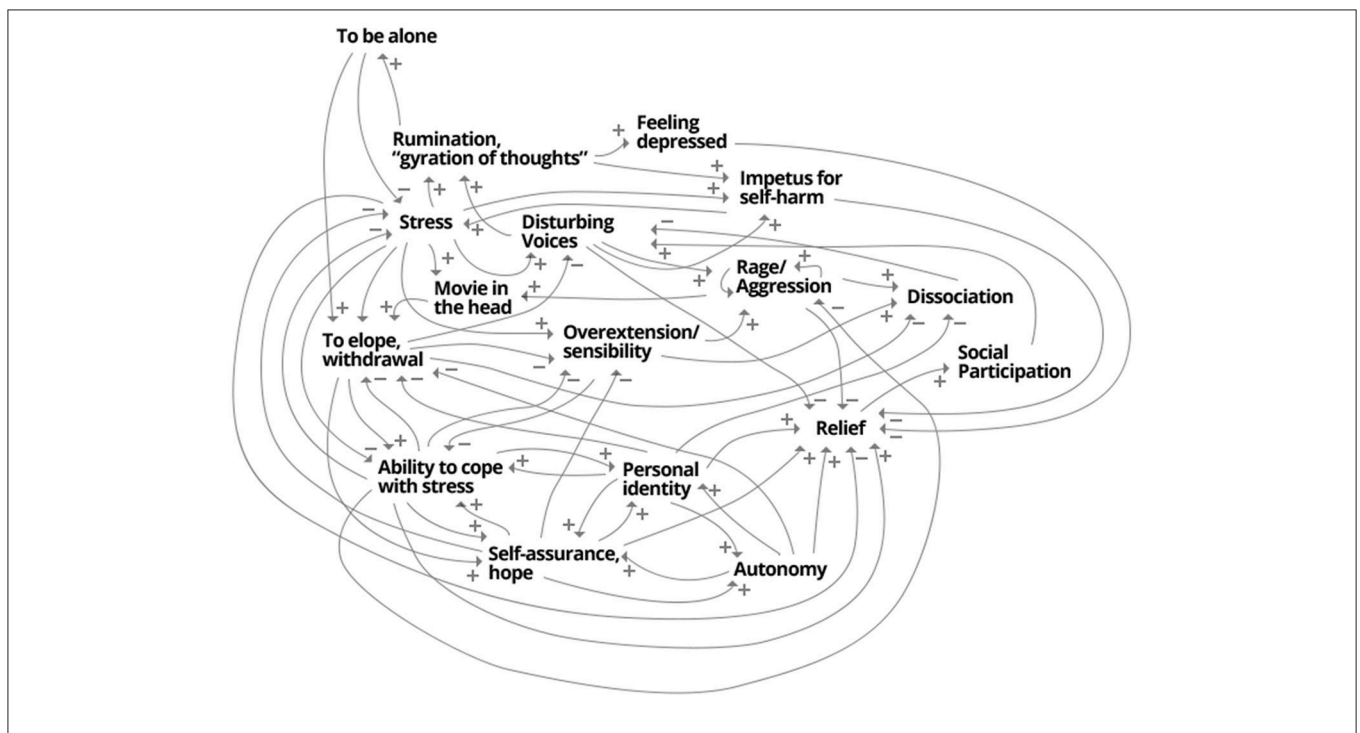 To be alone
Rumination,
“gyration of thoughts”
Feeling
depressed
Impetus for
self-harm
Stress
Disturbing
Voices
Movie in
the head
Rage/
Aggression
Dissociation
To elope,
withdrawal
Overextension/
sensibility
Social
Participation
Relief
Ability to cope
with stress
Personal
identity
Self-assurance,
hope
Autonomy